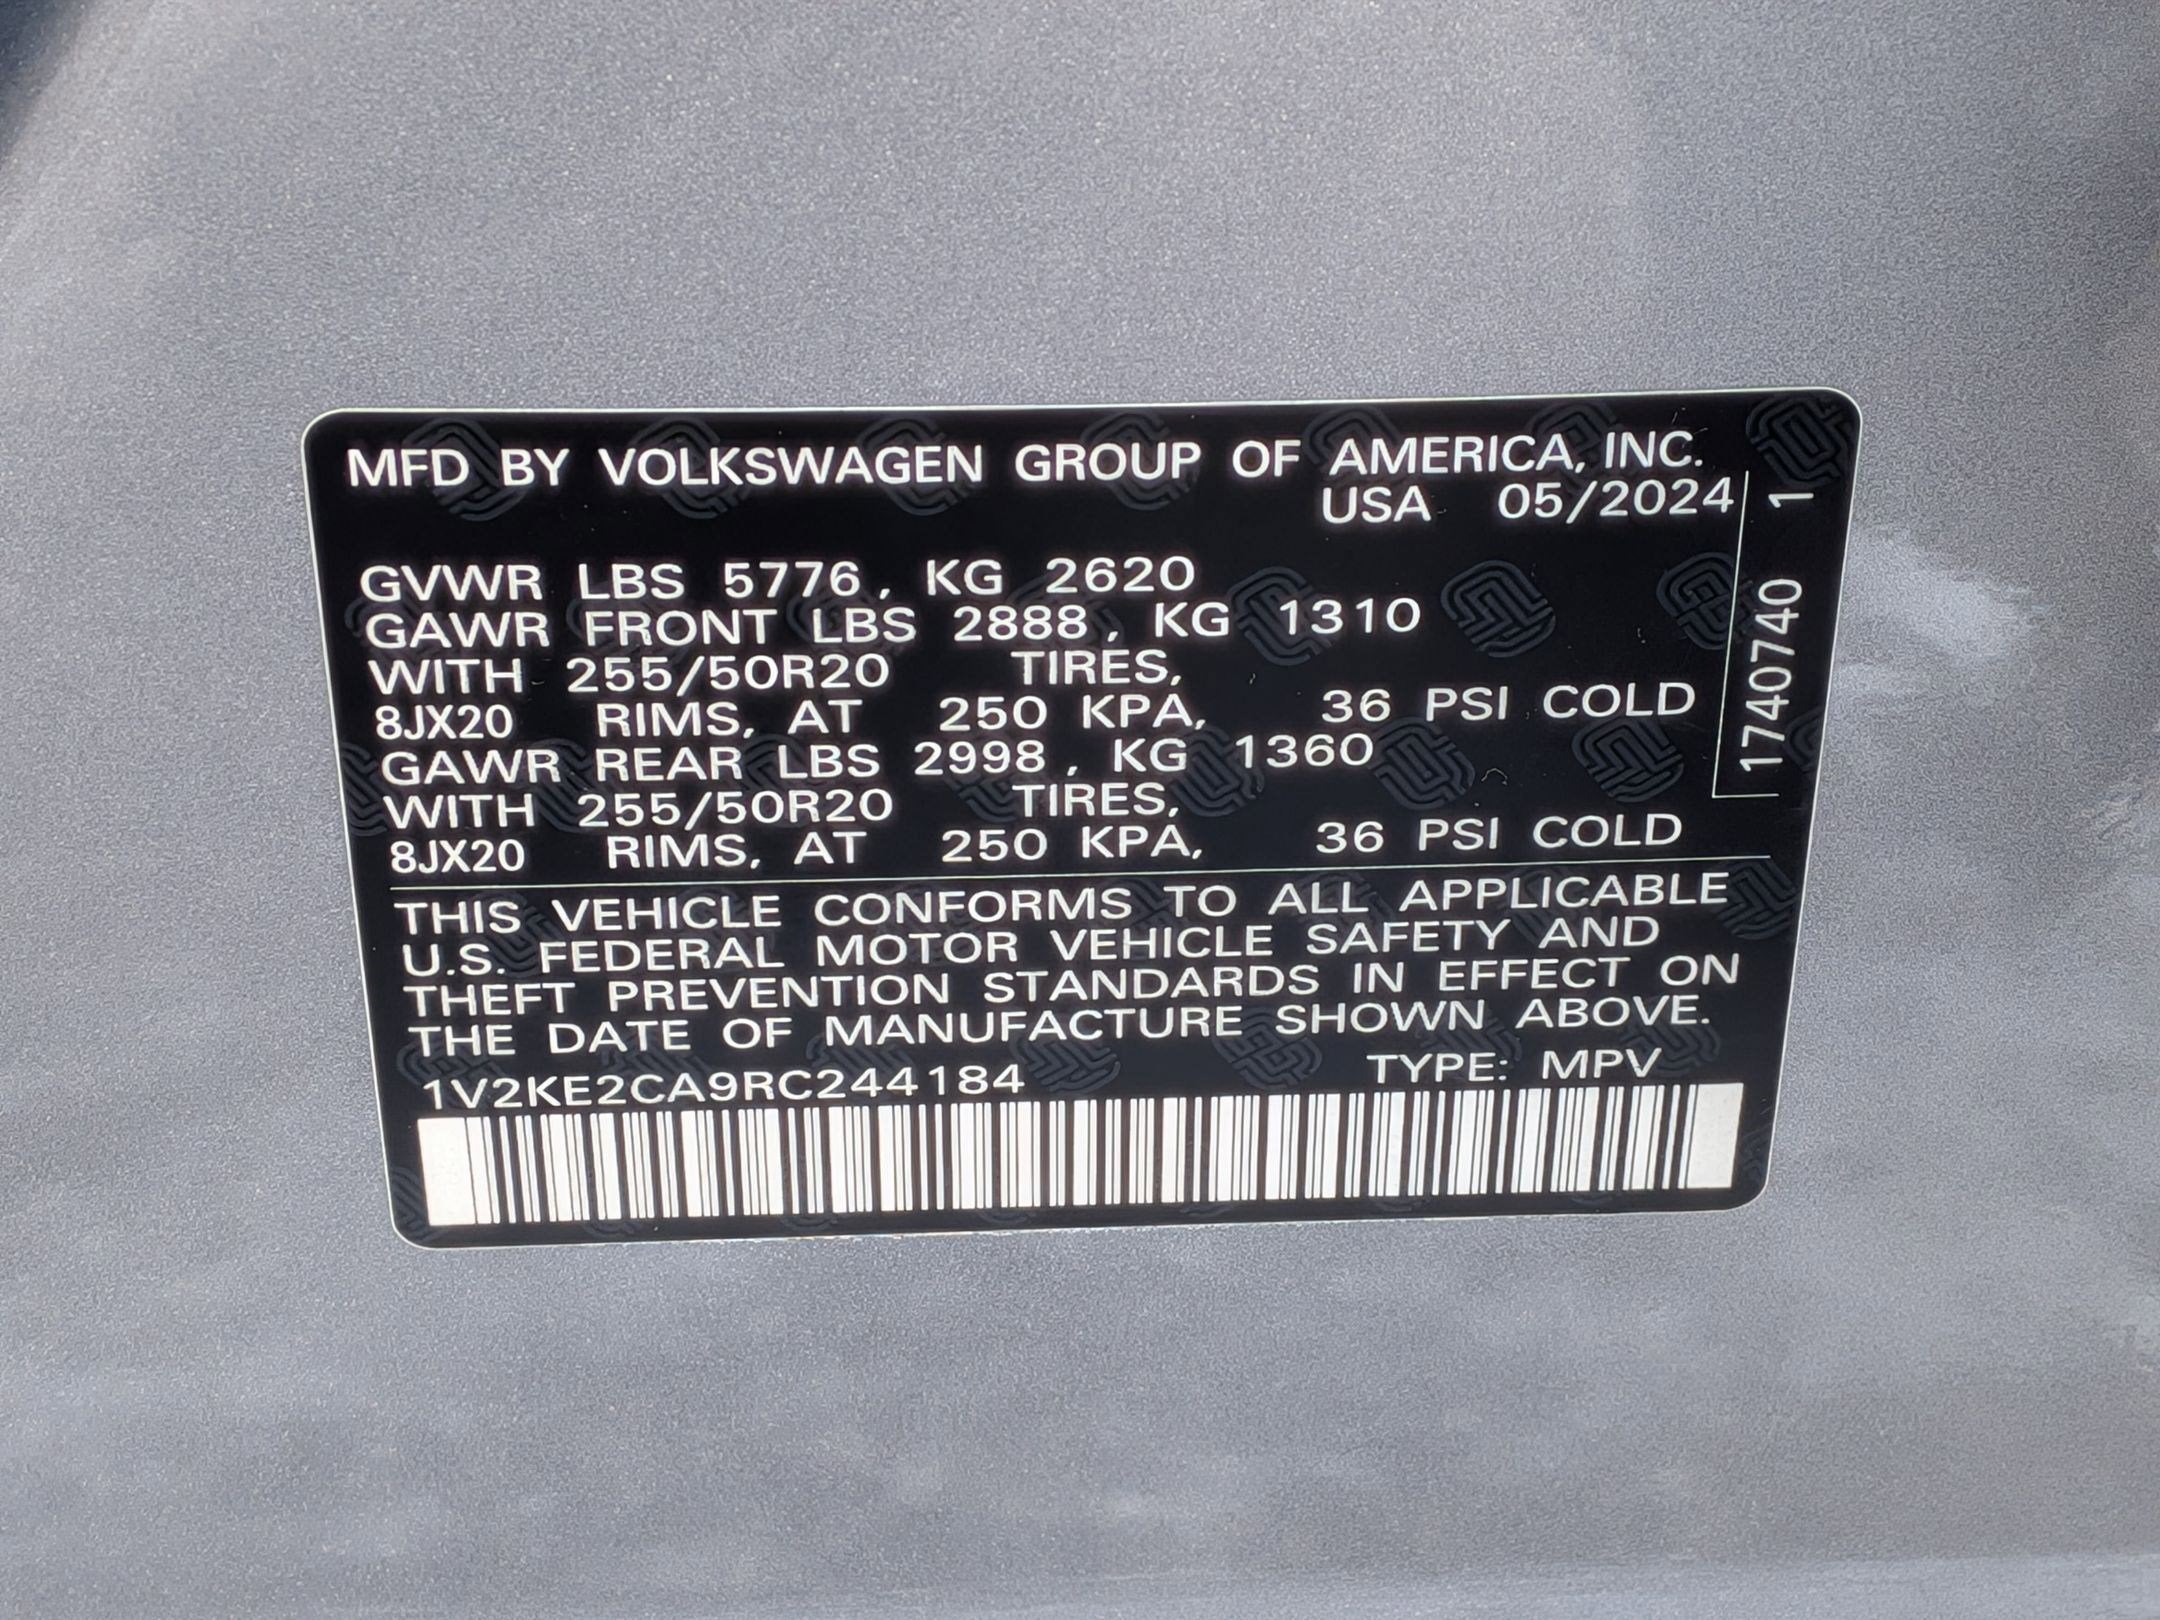 MFD BY VOLKSWAGEN GROUP OF AMERICA, INC.
USA 05/2024
GVWR LBS 5776, KG 2620
GAWR FRONT LBS 2888, KG 1310
WITH 255/50R20 TIRES,
8JX20 RIMS, AT 250 KPA, 36 PSI COLD
GAWR REAR LBS 2998, KG 1360
WITH 255/50R20 TIRES,
8JX20 RIMS, AT 250 KPA, 36 PSI COLD
THIS VEHICLE CONFORMS TO ALL APPLICABLE
U.S. FEDERAL MOTOR VEHICLE SAFETY AND
THEFT PREVENTION STANDARDS IN EFFECT ON
THE DATE OF MANUFACTURE SHOWN ABOVE.
1V2KE2CA9RC244184 TYPE: MPV
1740740 1